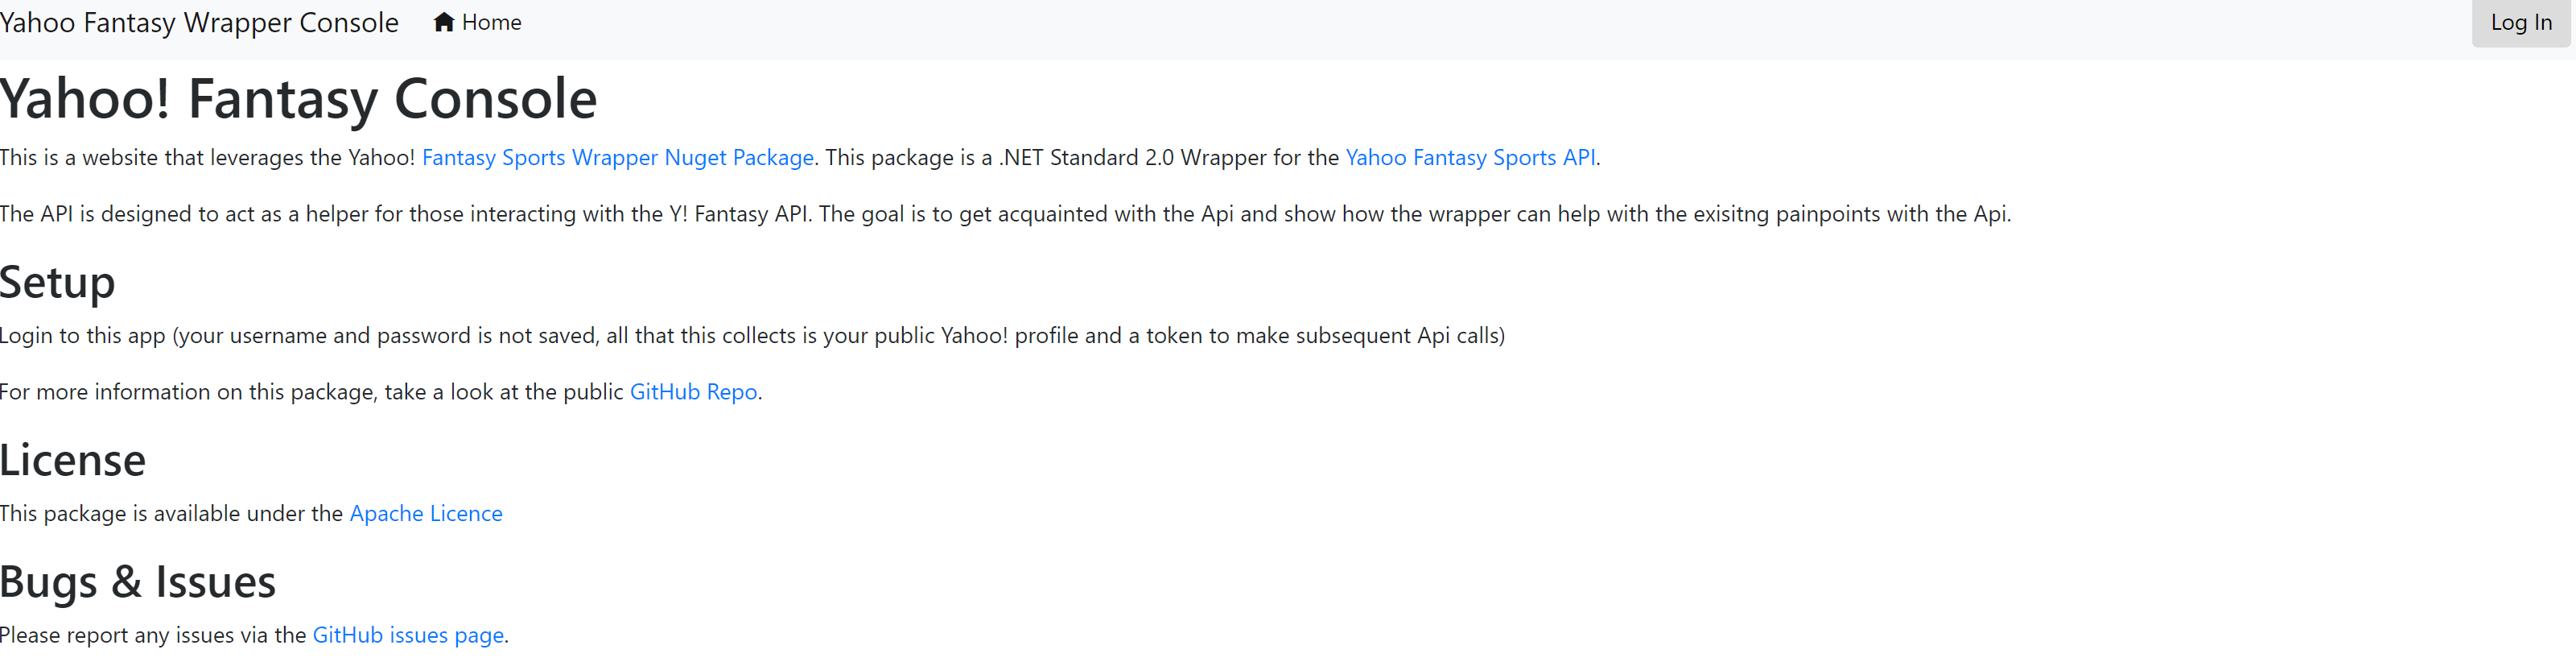 Yahoo Fantasy Wrapper Console Home Log In
Yahoo! Fantasy Console
This is a website that leverages the Yahoo! Fantasy Sports Wrapper Nuget Package. This package is a .NET Standard 2.0 Wrapper for the Yahoo Fantasy Sports API.
The API is designed to act as a helper for those interacting with the Y! Fantasy API. The goal is to get acquainted with the Api and show how the wrapper can help with the exisitng painpoints with the Api.
Setup
Login to this app (your username and password is not saved, all that this collects is your public Yahoo! profile and a token to make subsequent Api calls)
For more information on this package, take a look at the public GitHub Repo.
License
This package is available under the Apache Licence
Bugs & Issues
Please report any issues via the GitHub issues page.